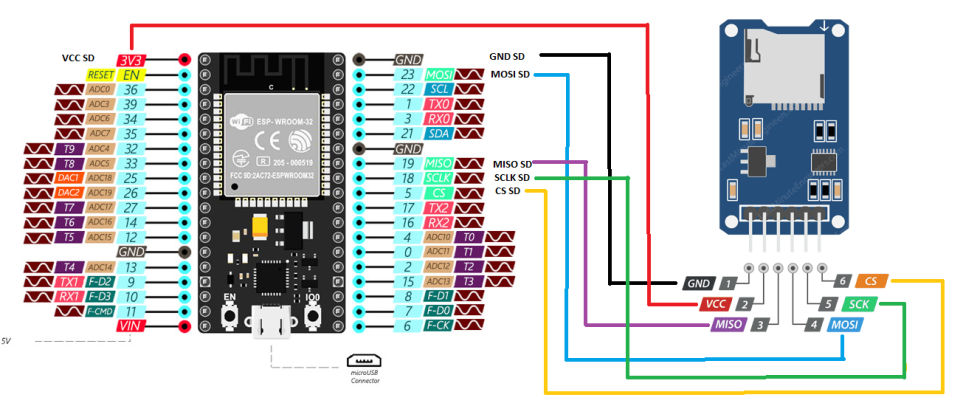 VCC SD
3V3
RESET EN
ADC0 36
ADC3 39
ADC6 34
ADC7 35
T9 ADC4 32
T8 ADC5 33
DAC1 ADC18 25
DAC2 ADC19 26
T7 ADC17 27
T6 ADC16 14
T5 ADC15 12
GND
T4 ADC14 13
TX1 F-D2 9
RX1 F-D3 10
F-CMD 11
VIN
5V
C
WiFi
ESP-WROOM-32
CE
R 205-000519
FCC SD:2AC72-ESPWROOM32
EN
IO0
microUSB
Connector
GND
23 MOSI
22 SCL
1 TX0
3 RX0
21 SDA
GND
19 MISO
18 SCLK
5 CS
17 TX2
16 RX2
4 ADC10 T0
0 ADC11 T1
2 ADC12 T2
15 ADC13 T3
8 F-D1
7 F-D0
6 F-CK
GND SD
MOSI SD
MISO SD
SCLK SD
CS SD
GND 1
VCC 2
MISO 3
4 MOSI
5 SCK
6 CS